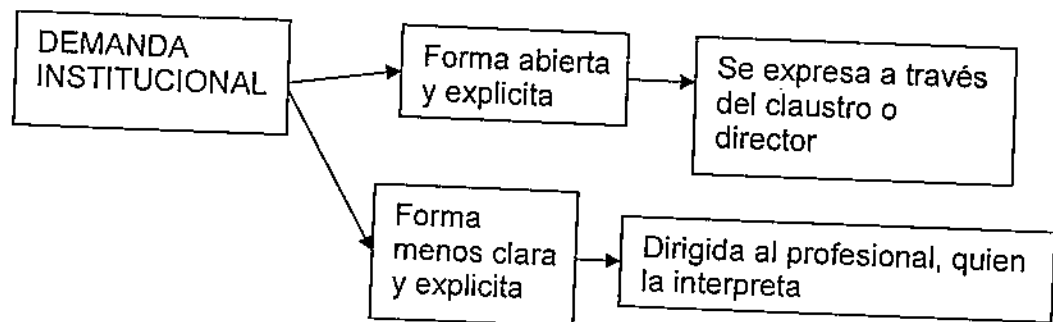 DEMANDA
INSTITUCIONAL
Forma abierta
y explicita
Se expresa a través
del claustro o
director
Forma
menos clara
y explicita
Dirigida al profesional, quien
la interpreta